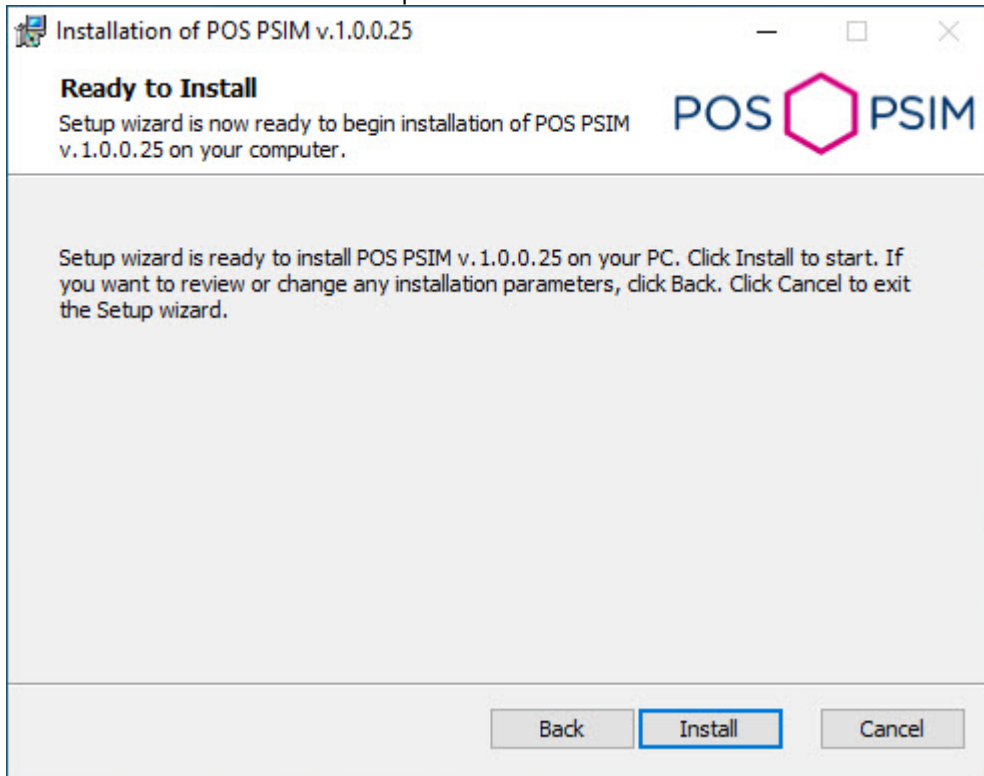 Installation of POS PSIM v.1.0.0.25
Ready to Install
Setup wizard is now ready to begin installation of POS PSIM
v.1.0.0.25 on your computer.
POS PSIM
Setup wizard is ready to install POS PSIM v.1.0.0.25 on your PC. Click Install to start. If
you want to review or change any installation parameters, click Back. Click Cancel to exit
the Setup wizard.
Back Install Cancel